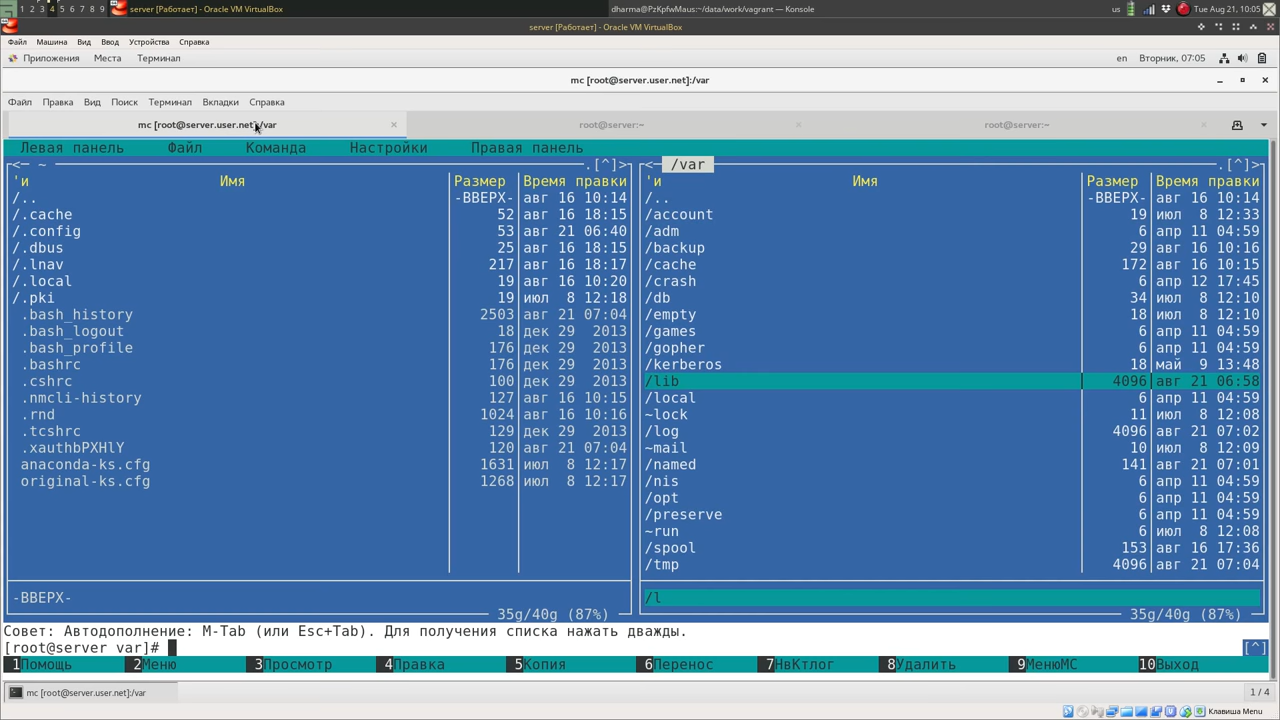 1 2 3 4 5 6 7 8 9 server [Работает] - Oracle VM VirtualBox dharma@PzKpfwMaus:~/data/work/vagrant — Konsole us Tue Aug 21, 10:05
server [Работает] - Oracle VM VirtualBox
Файл Машина Вид Ввод Устройства Справка
Приложения Места Терминал en Вторник, 07:05
mc [root@server.user.net]:/var
Файл Правка Вид Поиск Терминал Вкладки Справка
mc [root@server.user.net]:/var root@server:~ root@server:~
Левая панель Файл Команда Настройки Правая панель
<— ~ .[^]> <— /var .[^]>
'и Имя Размер Время правки 'и Имя Размер Время правки
/.. -ВВЕРХ- авг 16 10:14 /.. -ВВЕРХ- авг 16 10:14
/.cache 52 авг 16 18:15 /account 19 июл 8 12:33
/.config 53 авг 21 06:40 /adm 6 апр 11 04:59
/.dbus 25 авг 16 18:15 /backup 29 авг 16 10:16
/.lnav 217 авг 16 18:17 /cache 172 авг 16 10:15
/.local 19 авг 16 10:20 /crash 6 апр 12 17:45
/.pki 19 июл 8 12:18 /db 34 июл 8 12:10
.bash_history 2503 авг 21 07:04 /empty 18 июл 8 12:10
.bash_logout 18 дек 29 2013 /games 6 апр 11 04:59
.bash_profile 176 дек 29 2013 /gopher 6 апр 11 04:59
.bashrc 176 дек 29 2013 /kerberos 18 май 9 13:48
.cshrc 100 дек 29 2013 /lib 4096 авг 21 06:58
.nmcli-history 127 авг 16 10:15 /local 6 апр 11 04:59
.rnd 1024 авг 16 10:16 ~lock 11 июл 8 12:08
.tcshrc 129 дек 29 2013 /log 4096 авг 21 07:02
.xauthbPXHlY 120 авг 21 07:04 ~mail 10 июл 8 12:09
anaconda-ks.cfg 1631 июл 8 12:17 /named 141 авг 21 07:01
original-ks.cfg 1268 июл 8 12:17 /nis 6 апр 11 04:59
/opt 6 апр 11 04:59
/preserve 6 апр 11 04:59
~run 6 июл 8 12:08
/spool 153 авг 16 17:36
/tmp 4096 авг 21 07:04
-ВВЕРХ- /l
35g/40g (87%) 35g/40g (87%)
Совет: Автодополнение: M-Tab (или Esc+Tab). Для получения списка нажать дважды.
[root@server var]# [^]
1Помощь 2Меню 3Просмотр 4Правка 5Копия 6Перенос 7НвКтлог 8Удалить 9МенюМС 10Выход
mc [root@server.user.net]:/var 1 / 4
Клавиша Menu